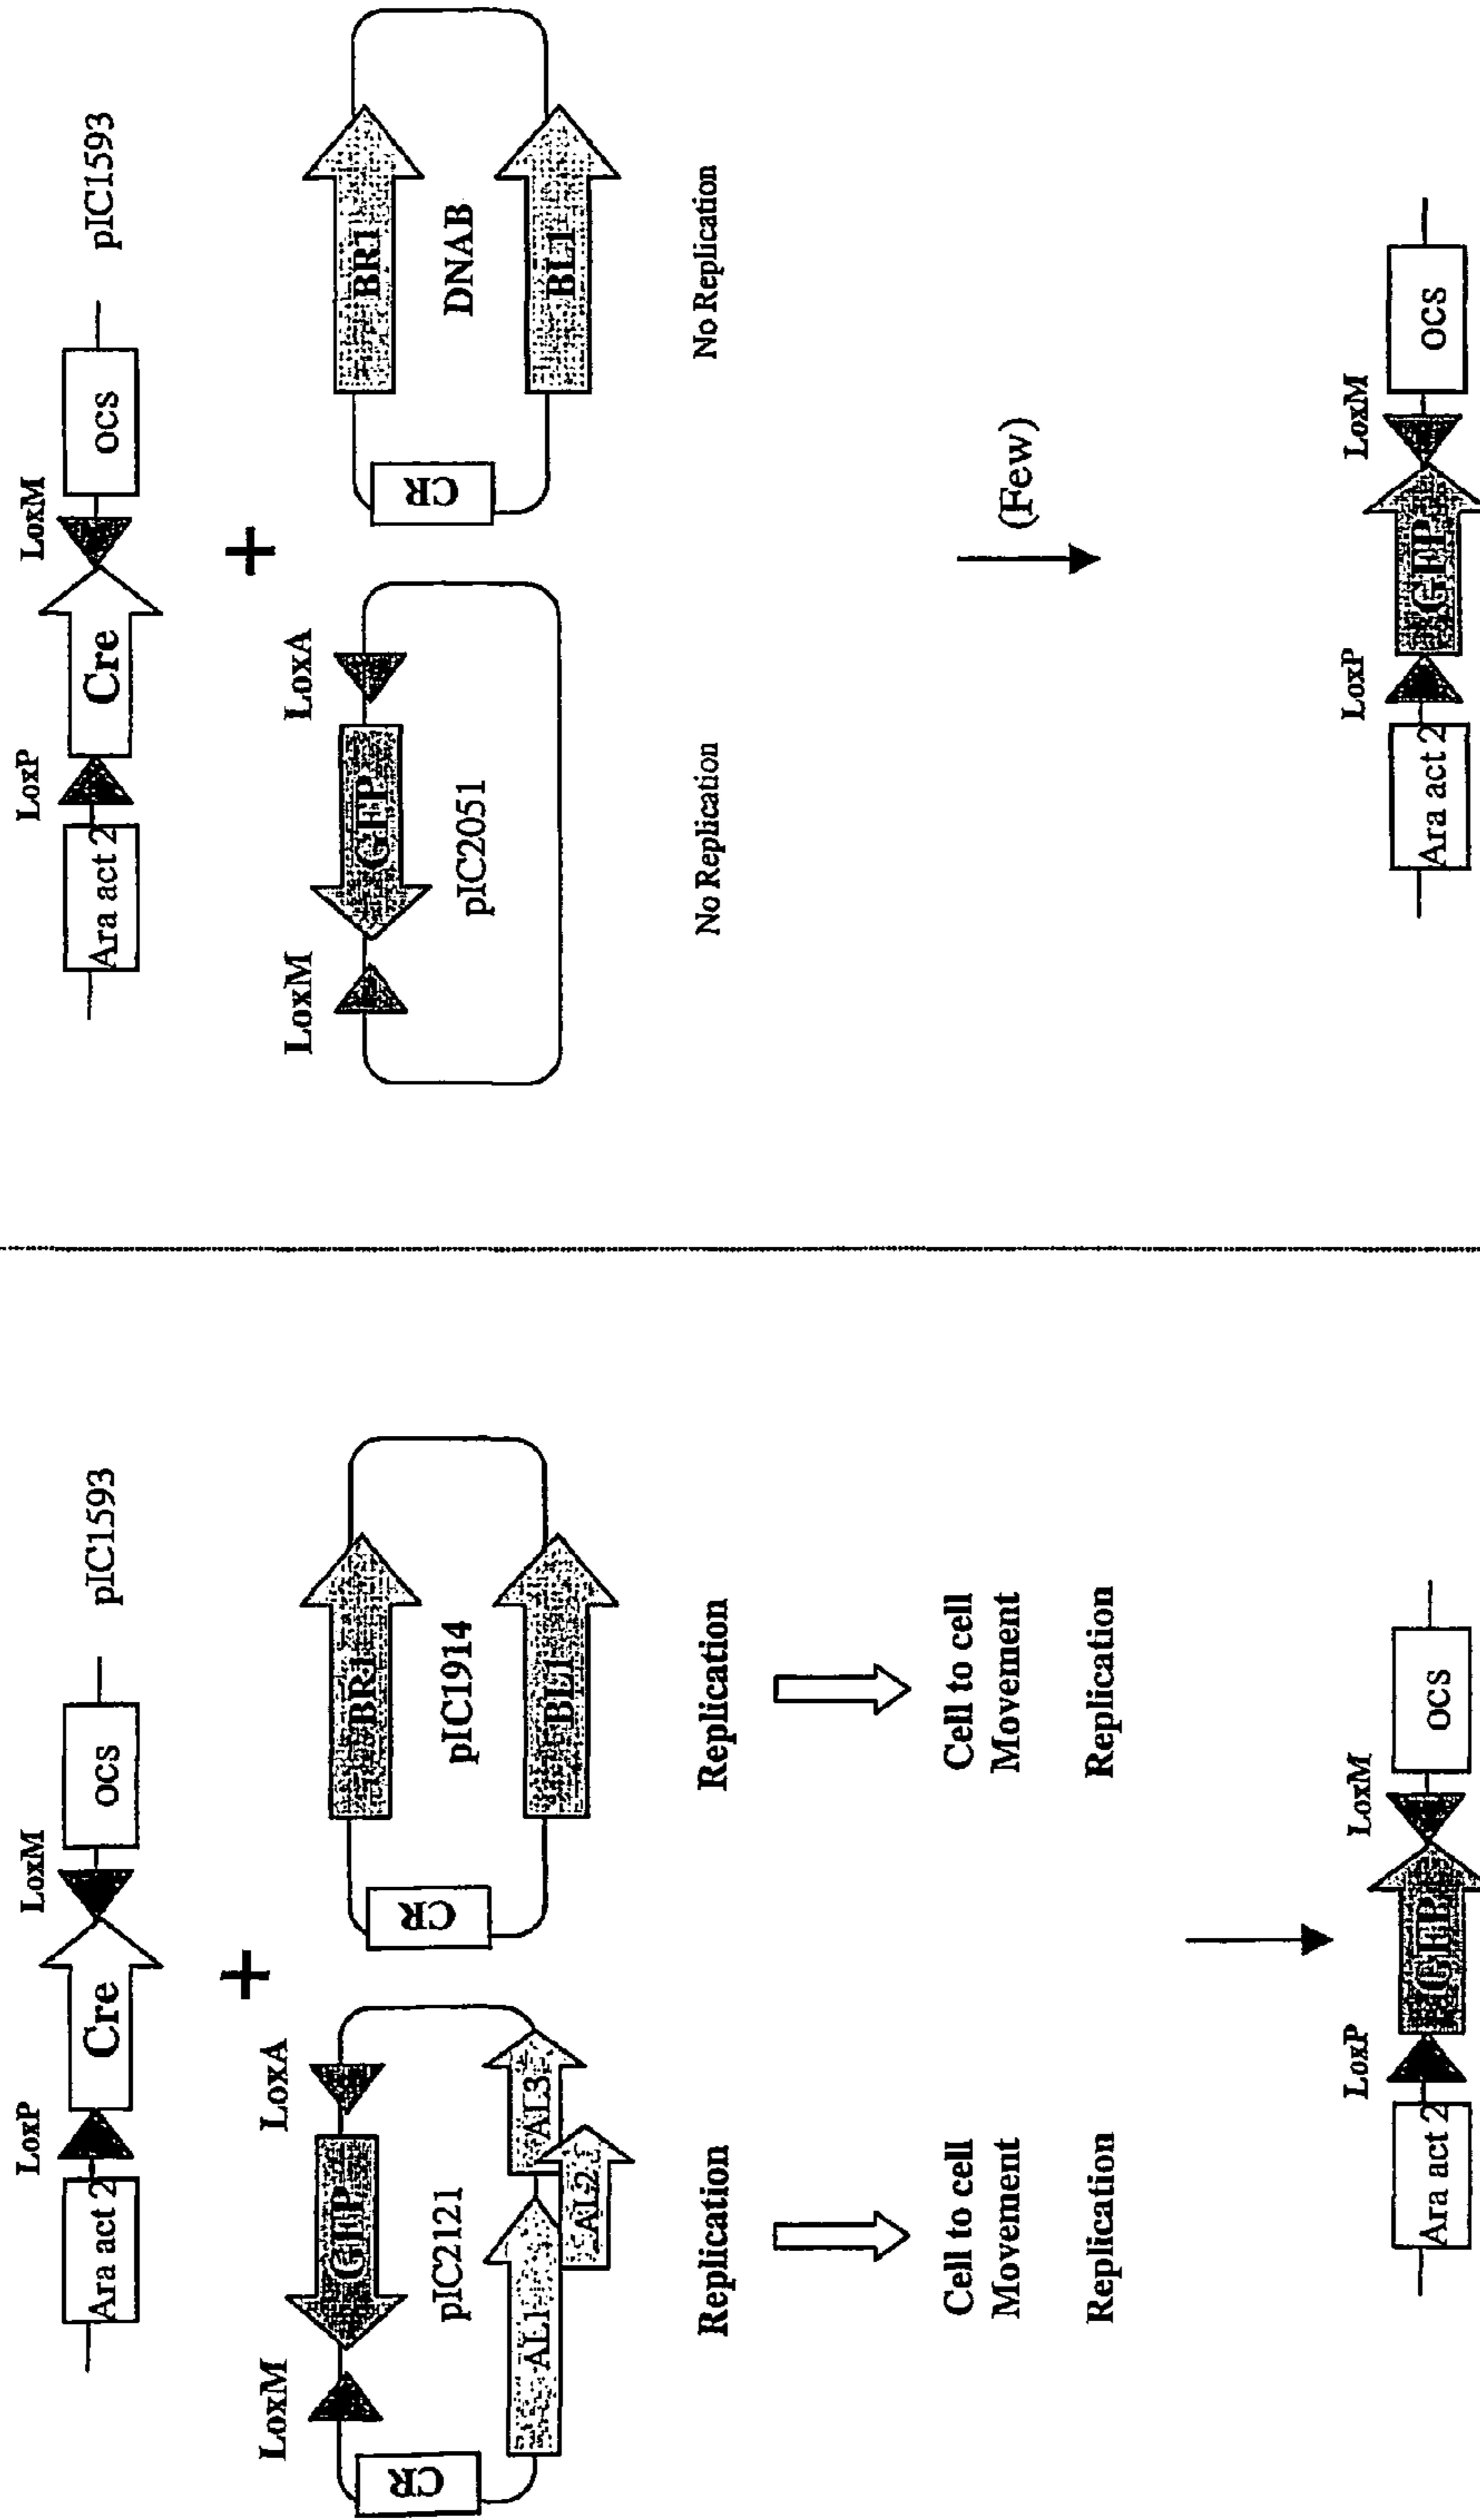 LoxP
LoxM
Ara act 2
Cre
ocs
pIC1593
+
LoxM
LoxA
GFP
CR
pIC2121
AL1
AL2
AL3
BR1
CR
pIC1914
BL1
Replication
Replication
Cell to cell
Movement
Cell to cell
Movement
Replication
Replication
LoxP
LoxM
Ara act 2
GFP
ocs
LoxP
LoxM
Ara act 2
Cre
ocs
pIC1593
+
LoxM
LoxA
GFP
pIC2051
BR1
CR
DNAB
BL1
No Replication
No Replication
(Few)
LoxP
LoxM
Ara act 2
GFP
ocs